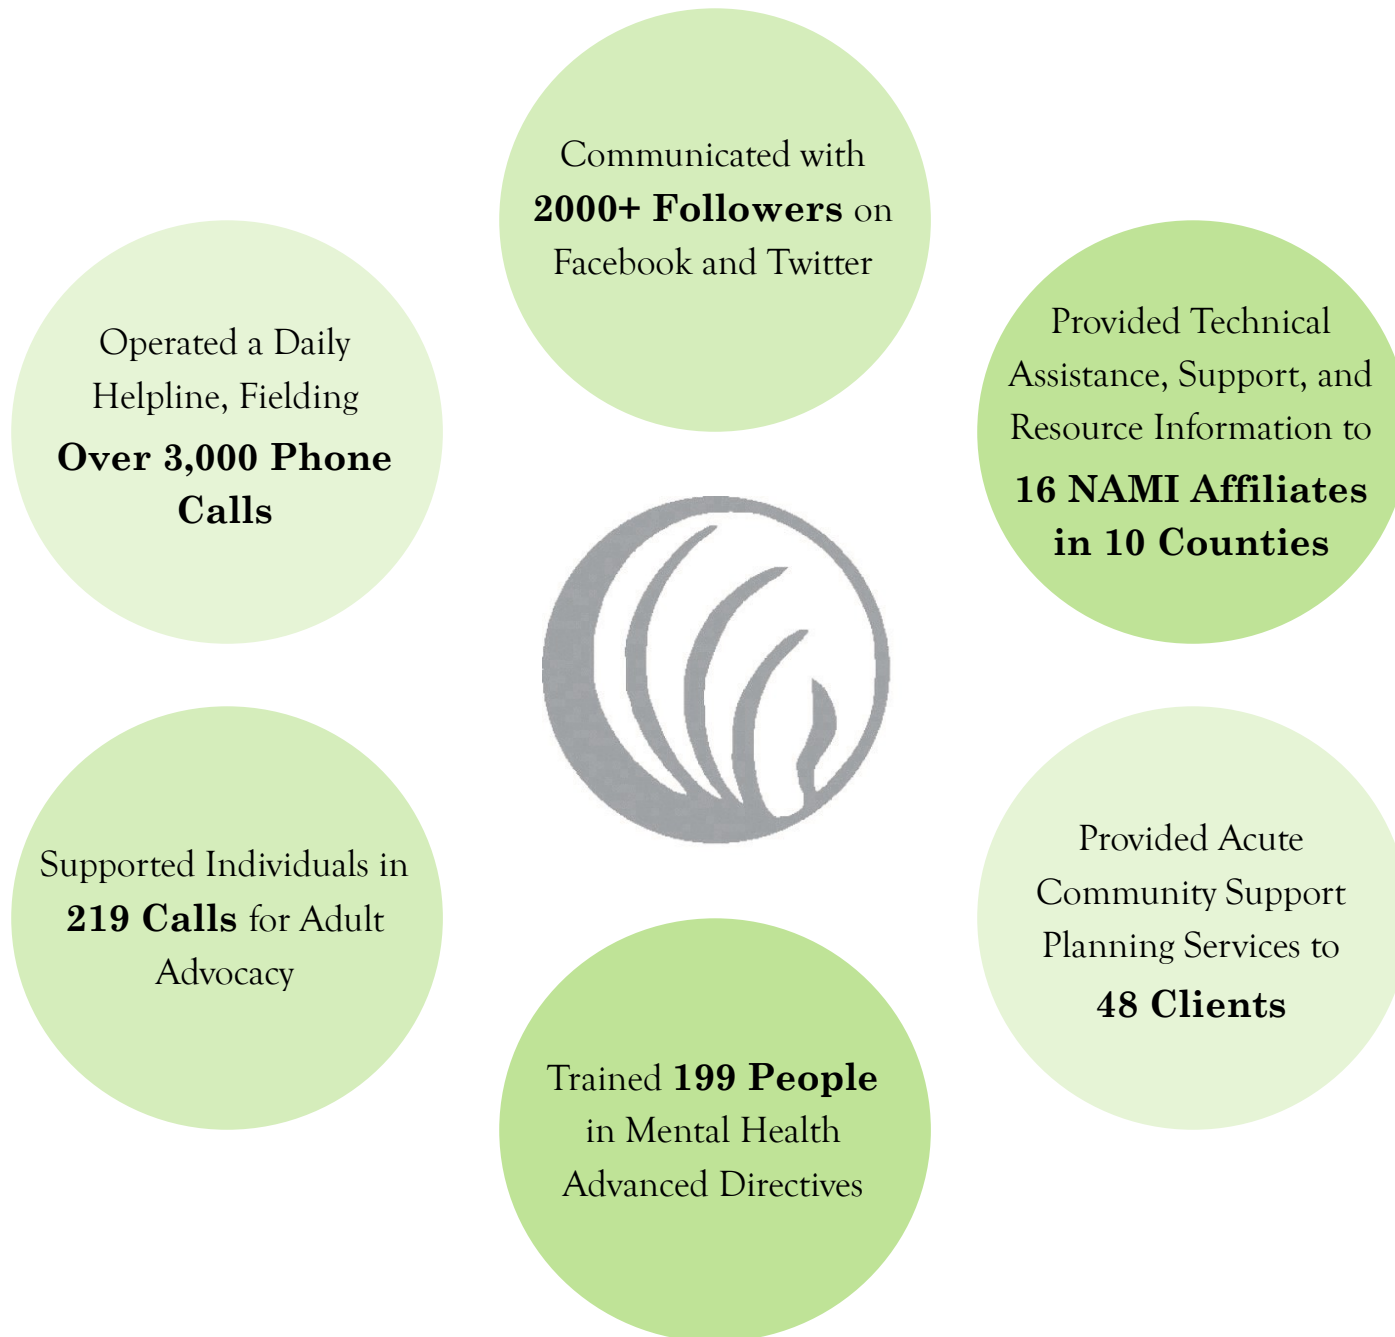 Communicated with
2000+ Followers on
Facebook and Twitter
Operated a Daily
Helpline, Fielding
Over 3,000 Phone
Calls
Provided Technical
Assistance, Support, and
Resource Information to
16 NAMI Affiliates
in 10 Counties
Supported Individuals in
219 Calls for Adult
Advocacy
Provided Acute
Community Support
Planning Services to
48 Clients
Trained 199 People
in Mental Health
Advanced Directives